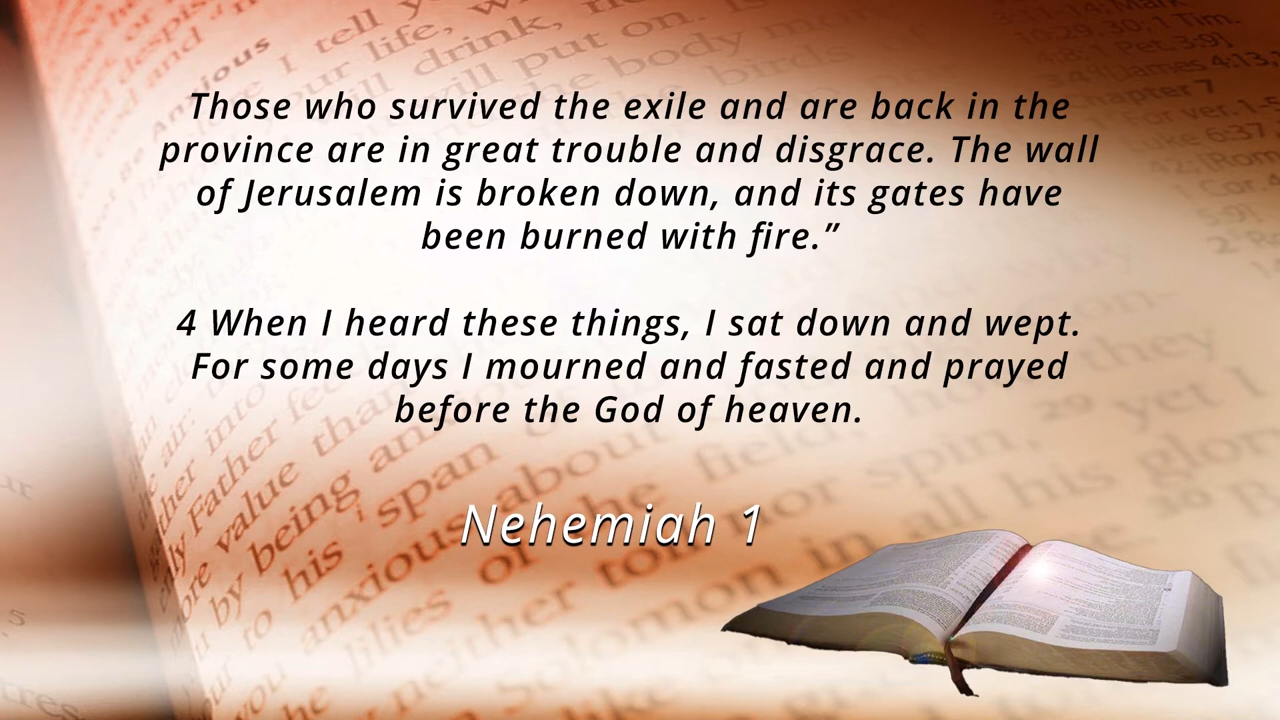 Those who survived the exile and are back in the
province are in great trouble and disgrace. The wall
of Jerusalem is broken down, and its gates have
been burned with fire.”
4 When I heard these things, I sat down and wept.
For some days I mourned and fasted and prayed
before the God of heaven.
Nehemiah 1